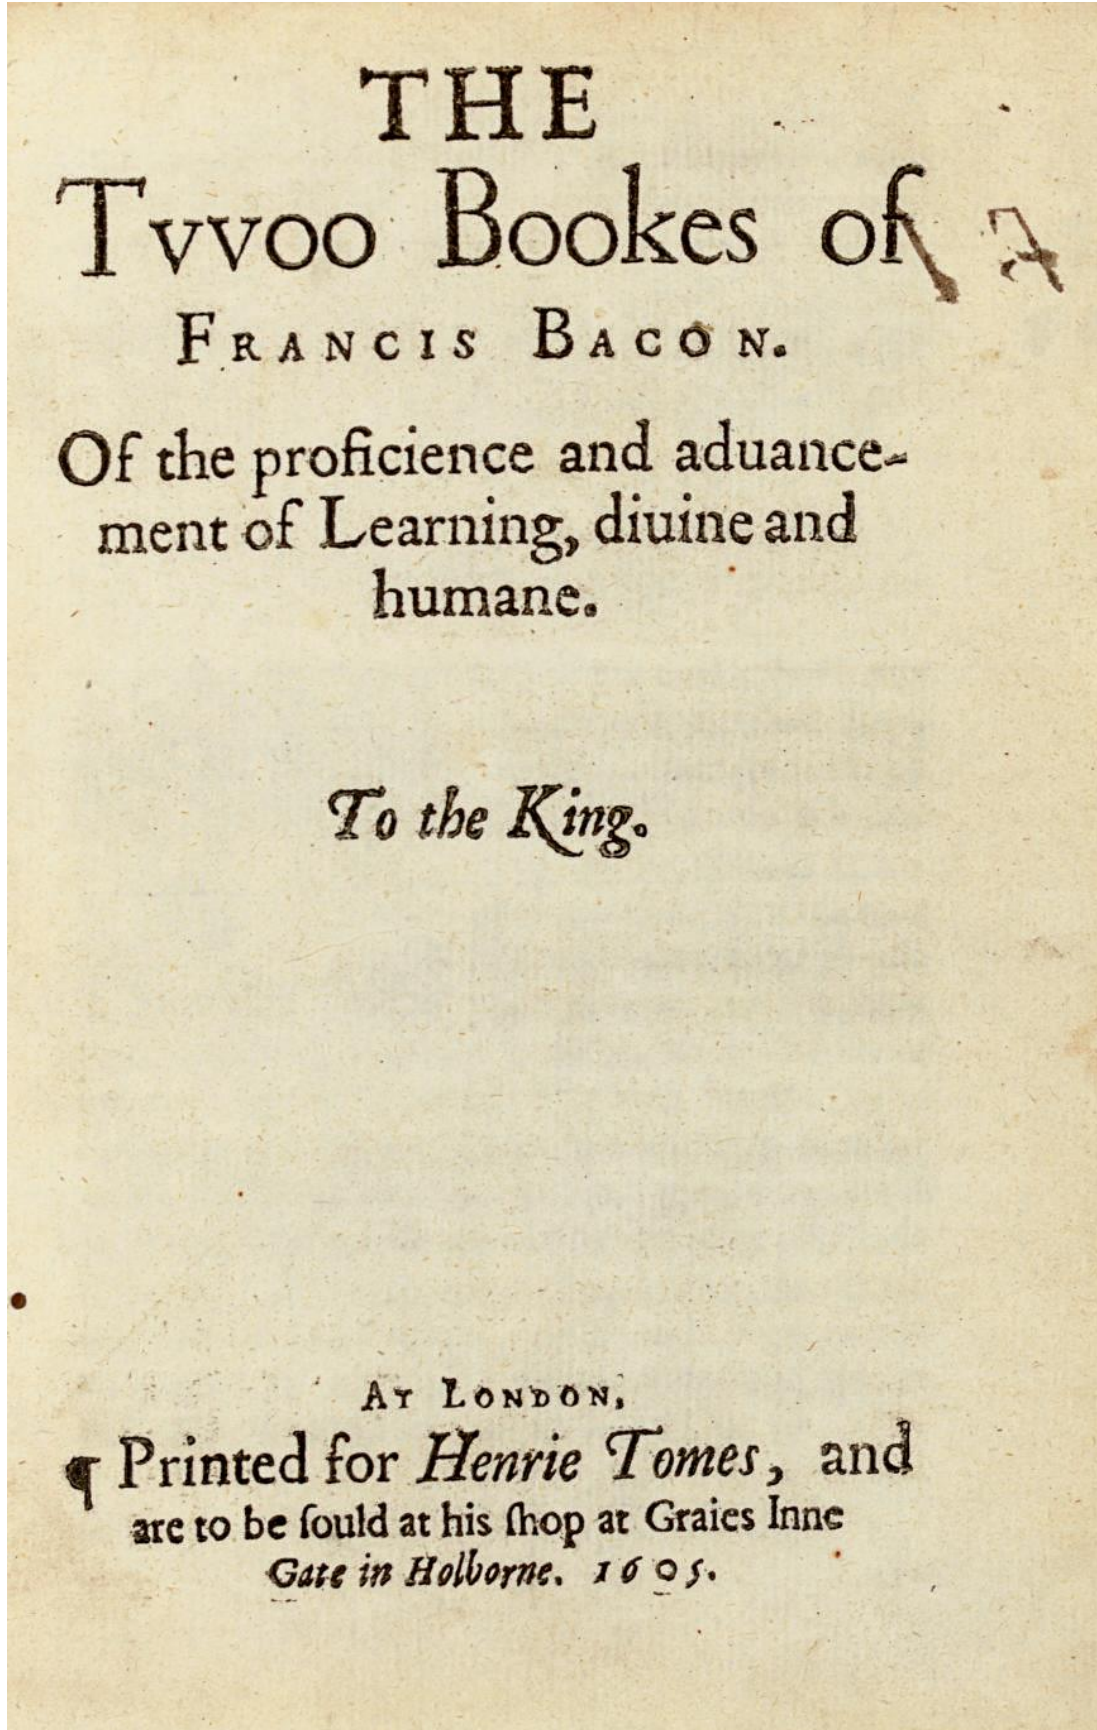 THE
Tvvoo Bookes of
FRANCIS BACON.
Of the proficience and aduance-
ment of Learning, diuine and
humane.
To the King.
AT LONDON,
¶ Printed for Henrie Tomes, and
are to be ſould at his ſhop at Graies Inne
Gate in Holborne. 1605.